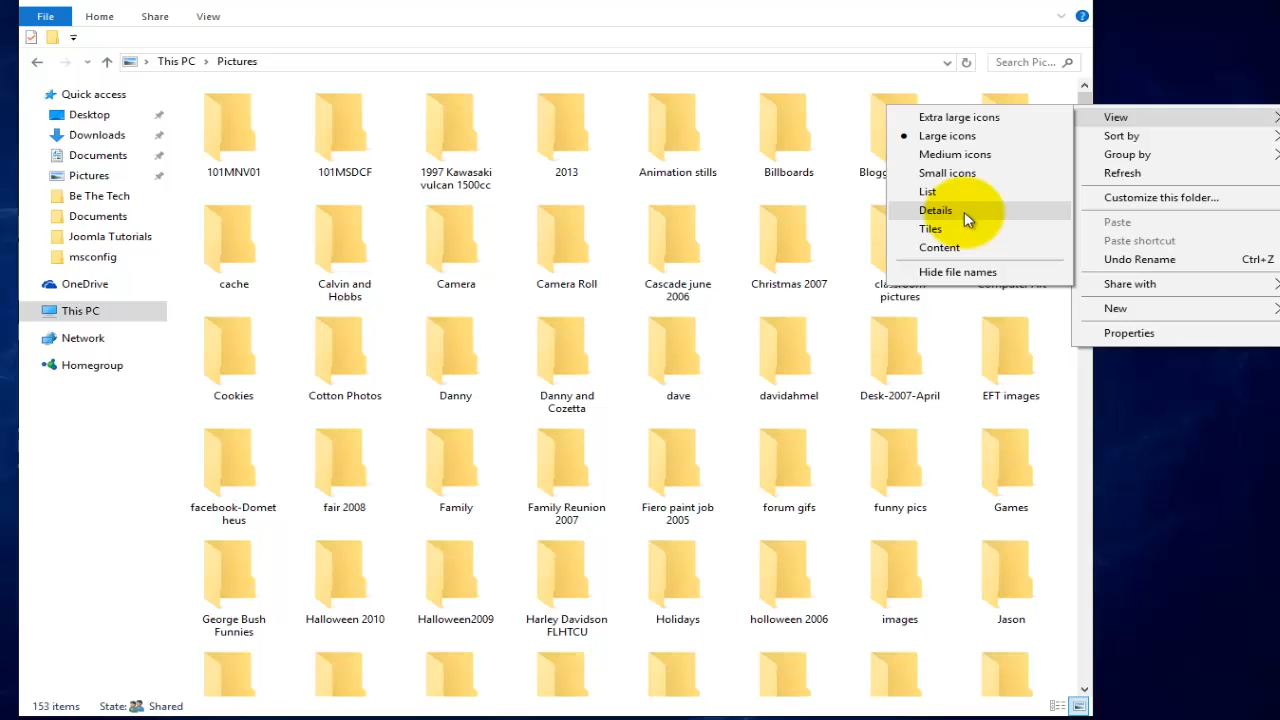 File Home Share View
This PC Pictures
Search Pic...
Quick access
Desktop
Downloads
Documents
Pictures
Be The Tech
Documents
Joomla Tutorials
msconfig
OneDrive
This PC
Network
Homegroup
101MNV01
101MSDCF
1997 Kawasaki
vulcan 1500cc
2013
Animation stills
Billboards
cache
Calvin and
Hobbs
Camera
Camera Roll
Cascade june
2006
Christmas 2007
pictures
Cookies
Cotton Photos
Danny
Danny and
Cozetta
dave
davidahmel
Desk-2007-April
EFT images
facebook-Domet
heus
fair 2008
Family
Family Reunion
2007
Fiero paint job
2005
forum gifs
funny pics
Games
George Bush
Funnies
Halloween 2010
Halloween2009
Harley Davidson
FLHTCU
Holidays
holloween 2006
images
Jason
Extra large icons
Large icons
Medium icons
Small icons
List
Details
Tiles
Content
Hide file names
View
Sort by
Group by
Refresh
Customize this folder...
Paste
Paste shortcut
Undo Rename Ctrl+Z
Share with
New
Properties
153 items State: Shared